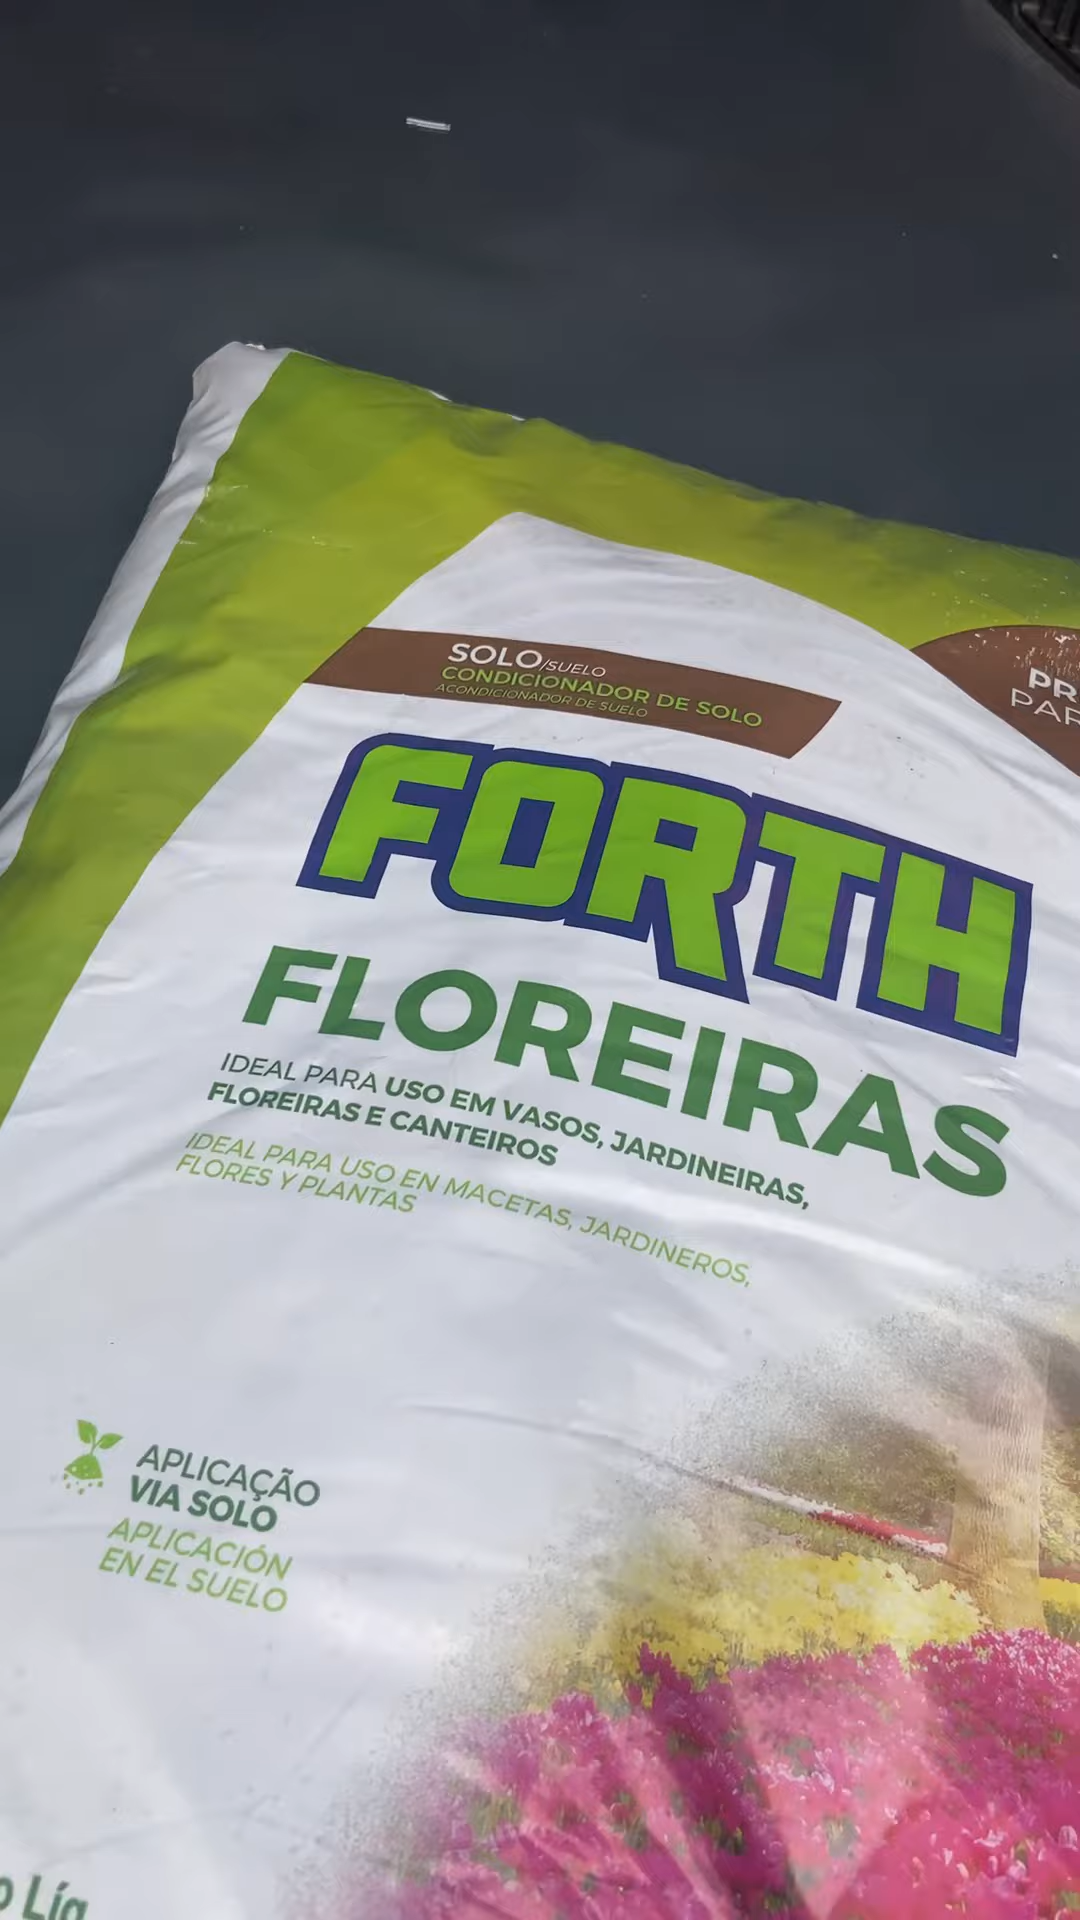 SOLO/SUELO
CONDICIONADOR DE SOLO
ACONDICIONADOR DE SUELO
FORTH
FLOREIRAS
IDEAL PARA USO EM VASOS, JARDINEIRAS,
FLOREIRAS E CANTEIROS
IDEAL PARA USO EN MACETAS, JARDINEROS,
FLORES Y PLANTAS
APLICAÇÃO
VIA SOLO
APLICACIÓN
EN EL SUELO